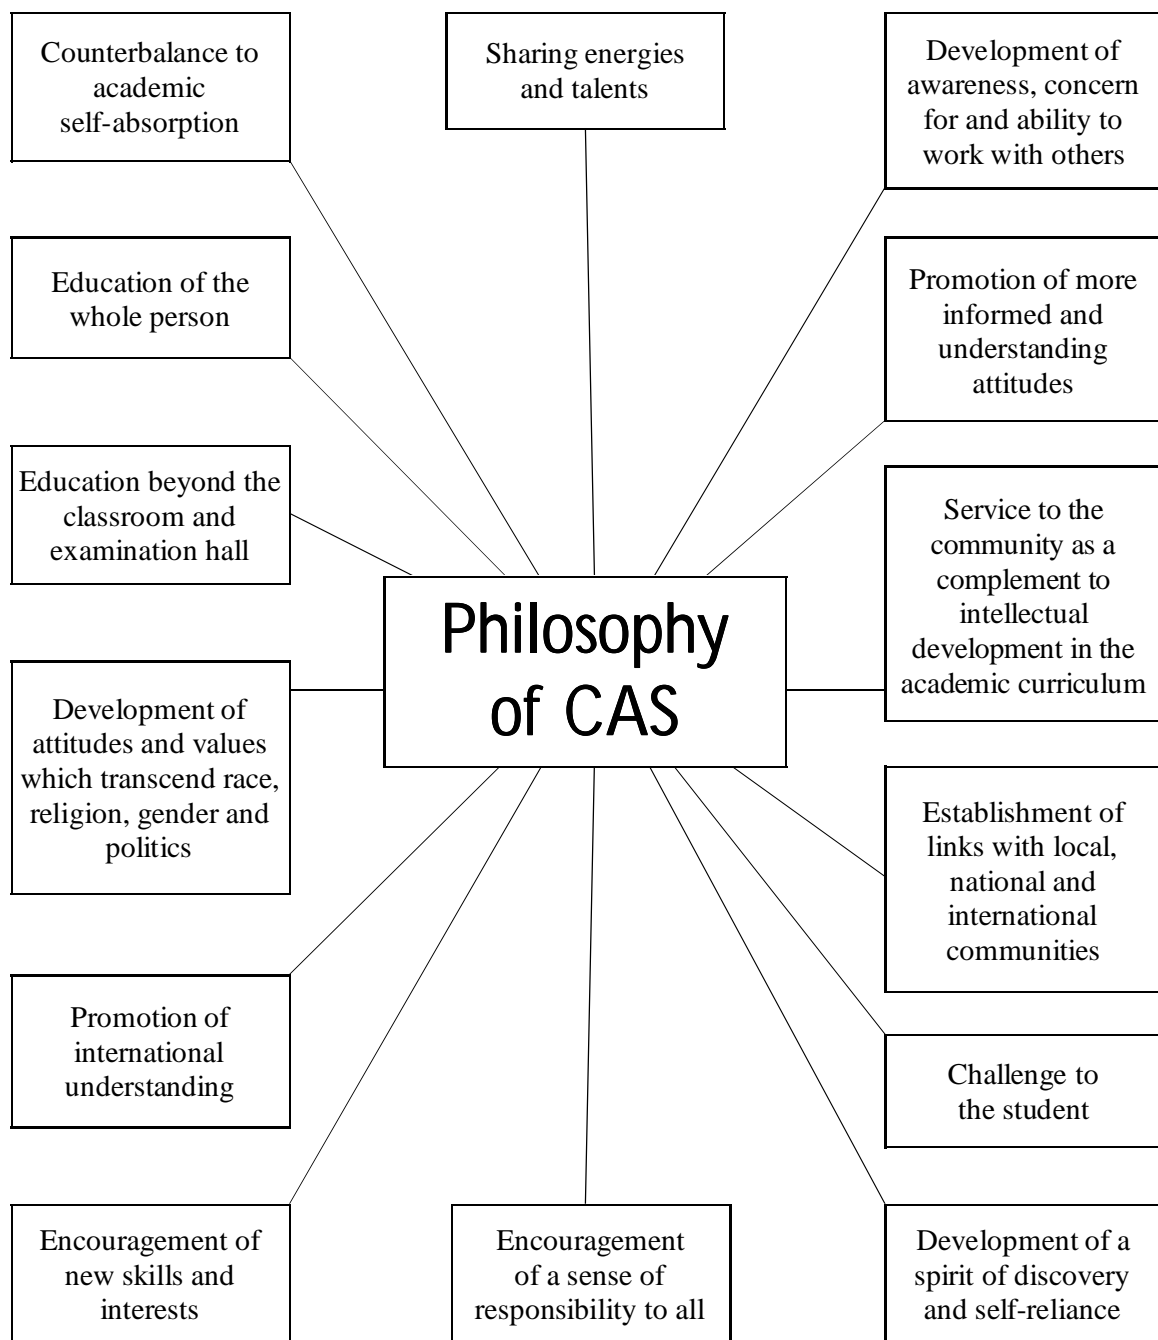 Counterbalance to
academic
self-absorption
Sharing energies
and talents
Development of
awareness, concern
for and ability to
work with others
Education of the
whole person
Promotion of more
informed and
understanding
attitudes
Education beyond the
classroom and
examination hall
Service to the
community as a
complement to
intellectual
development in the
academic curriculum
Philosophy
of CAS
Development of
attitudes and values
which transcend race,
religion, gender and
politics
Establishment of
links with local,
national and
international
communities
Promotion of
international
understanding
Challenge to
the student
Encouragement of
new skills and
interests
Encouragement
of a sense of
responsibility to all
Development of a
spirit of discovery
and self-reliance